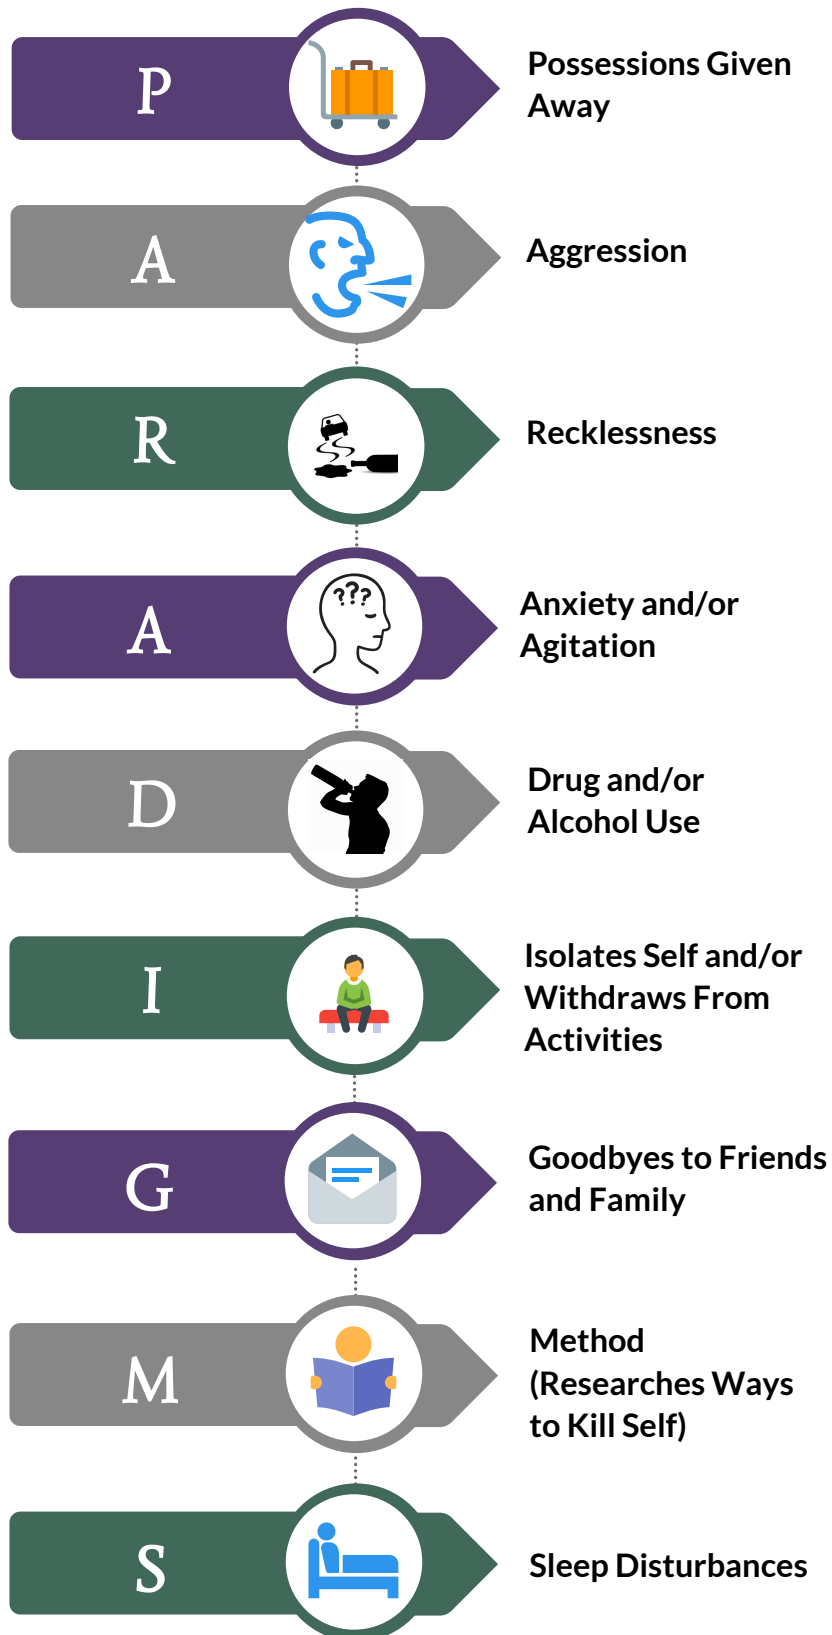 P
Possessions Given
Away
A
Aggression
R
Recklessness
???
A
Anxiety and/or
Agitation
D
Drug and/or
Alcohol Use
I
Isolates Self and/or
Withdraws From
Activities
G
Goodbyes to Friends
and Family
M
Method
(Researches Ways
to Kill Self)
S
Sleep Disturbances